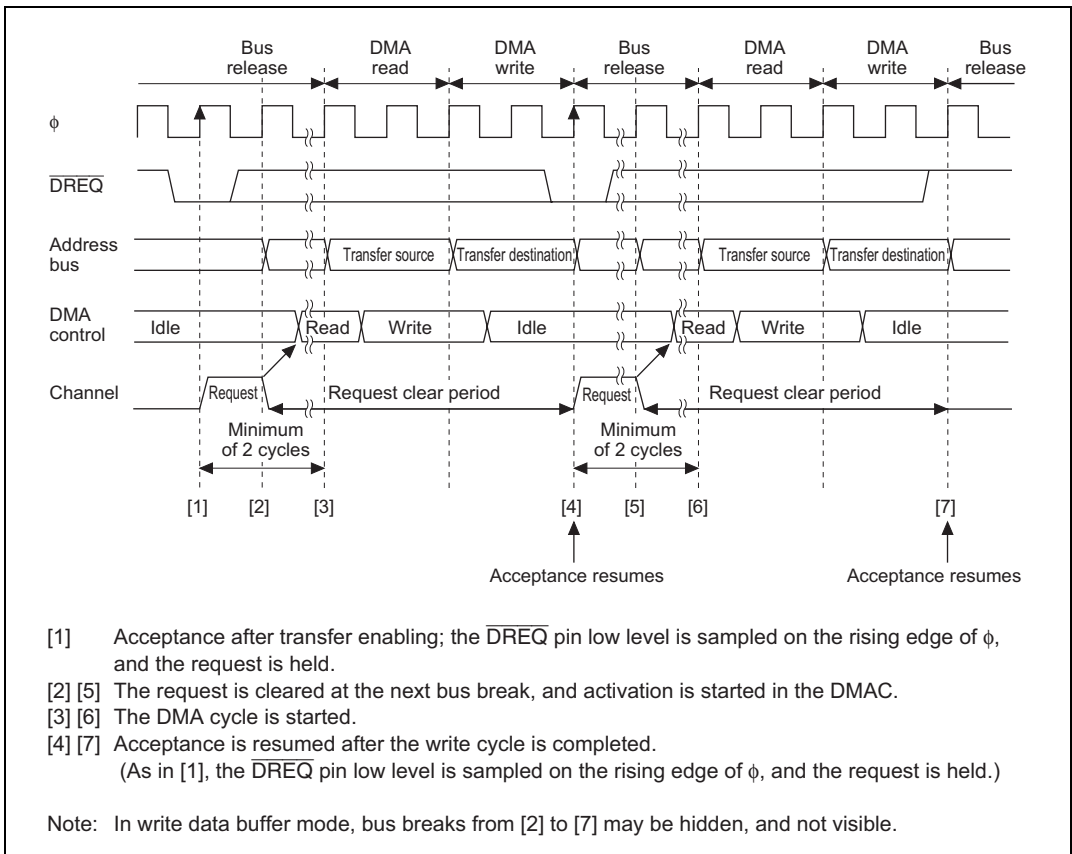 Bus release DMA read DMA write Bus release DMA read DMA write Bus release
φ
DREQ
Address bus Transfer source Transfer destination Transfer source Transfer destination
DMA control Idle Read Write Idle Read Write Idle
Channel Request Request clear period Request Request clear period
Minimum of 2 cycles Minimum of 2 cycles
[1] [2] [3] [4] [5] [6] [7]
Acceptance resumes Acceptance resumes
[1] Acceptance after transfer enabling; the DREQ pin low level is sampled on the rising edge of φ,
and the request is held.
[2] [5] The request is cleared at the next bus break, and activation is started in the DMAC.
[3] [6] The DMA cycle is started.
[4] [7] Acceptance is resumed after the write cycle is completed.
(As in [1], the DREQ pin low level is sampled on the rising edge of φ, and the request is held.)
Note: In write data buffer mode, bus breaks from [2] to [7] may be hidden, and not visible.